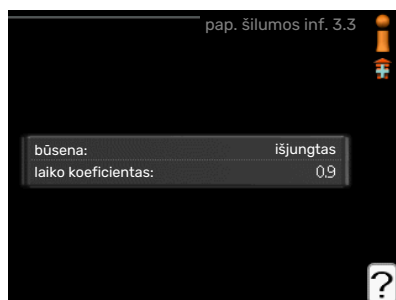 pap. šilumos inf. 3.3
būsena: išjungtas
laiko koeficientas: 0.9
?